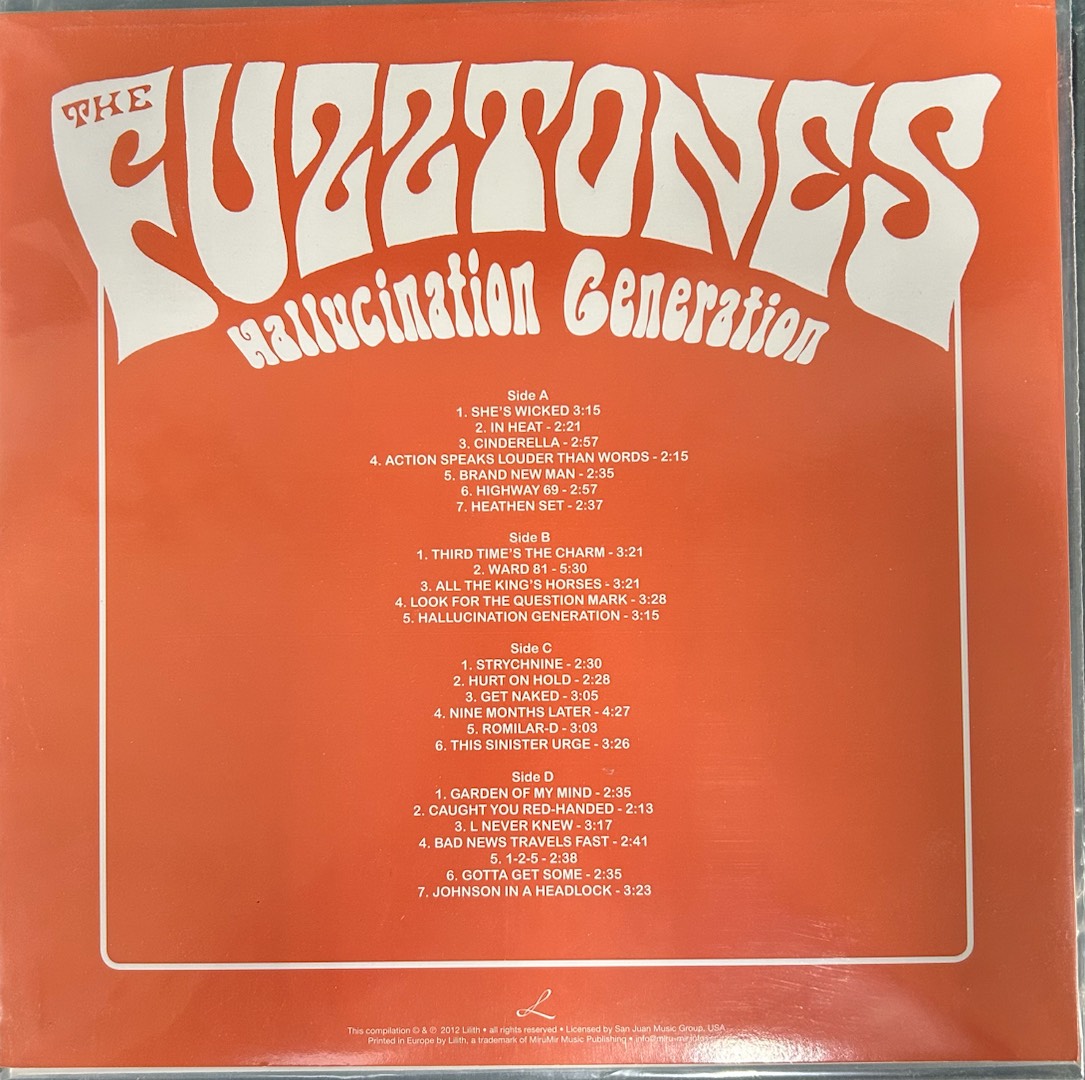 THE
FUZZTONES
Hallucination Generation
Side A
1. SHE'S WICKED 3:15
2. IN HEAT - 2:21
3. CINDERELLA - 2:57
4. ACTION SPEAKS LOUDER THAN WORDS - 2:15
5. BRAND NEW MAN - 2:35
6. HIGHWAY 69 - 2:57
7. HEATHEN SET - 2:37
Side B
1. THIRD TIME'S THE CHARM - 3:21
2. WARD 81 - 5:30
3. ALL THE KING'S HORSES - 3:21
4. LOOK FOR THE QUESTION MARK - 3:28
5. HALLUCINATION GENERATION - 3:15
Side C
1. STRYCHNINE - 2:30
2. HURT ON HOLD - 2:28
3. GET NAKED - 3:05
4. NINE MONTHS LATER - 4:27
5. ROMILAR-D - 3:03
6. THIS SINISTER URGE - 3:26
Side D
1. GARDEN OF MY MIND - 2:35
2. CAUGHT YOU RED-HANDED - 2:13
3. L NEVER KNEW - 3:17
4. BAD NEWS TRAVELS FAST - 2:41
5. 1-2-5 - 2:38
6. GOTTA GET SOME - 2:35
7. JOHNSON IN A HEADLOCK - 3:23
L
This compilation © & ℗ 2012 Lilith • all rights reserved • Licensed by San Juan Music Group, USA
Printed in Europe by Lilith, a trademark of MiruMir Music Publishing •